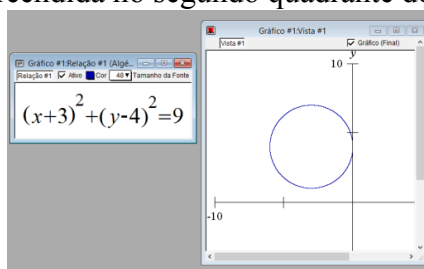 reendida no segundo quadrante do
Gráfico #1:Relação #1 (Algé...
Relação #1 Ativo Cor 48 Tamanho da Fonte
(x+3)²+(y-4)²=9
Gráfico #1:Vista #1
Vista #1 Gráfico (Final)
y
10
-10